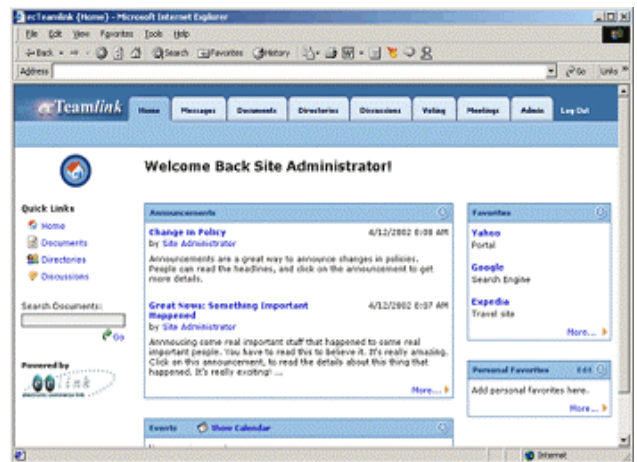 ecTeamlink (Home) - Microsoft Internet Explorer
File Edit View Favorites Tools Help
Back Search Favorites History
Address Go Links
ecTeamlink Home Messages Documents Directories Discussions Voting Meetings Admin Log Out
Welcome Back Site Administrator!
Quick Links
Home
Documents
Directories
Discussions
Search Documents:
Go
Powered by
link
electronic commerce link
Announcements
Change in Policy 4/12/2002 8:08 AM
by Site Administrator
Announcements are a great way to announce changes in policies.
People can read the headlines, and click on the announcement to get
more details.
Great News: Something Important 4/12/2002 8:07 AM
Happened
by Site Administrator
Annnoucing some real important stuff that happened to some real
important people. You have to read this to believe it. It's really amazing.
Click on this announcement, to read the details about this thing that
happened. It's really exciting! ...
More...
Events Show Calendar
Favorites
Yahoo
Portal
Google
Search Engine
Expedia
Travel site
More...
Personal Favorites Edit
Add personal favorites here.
More...
Internet